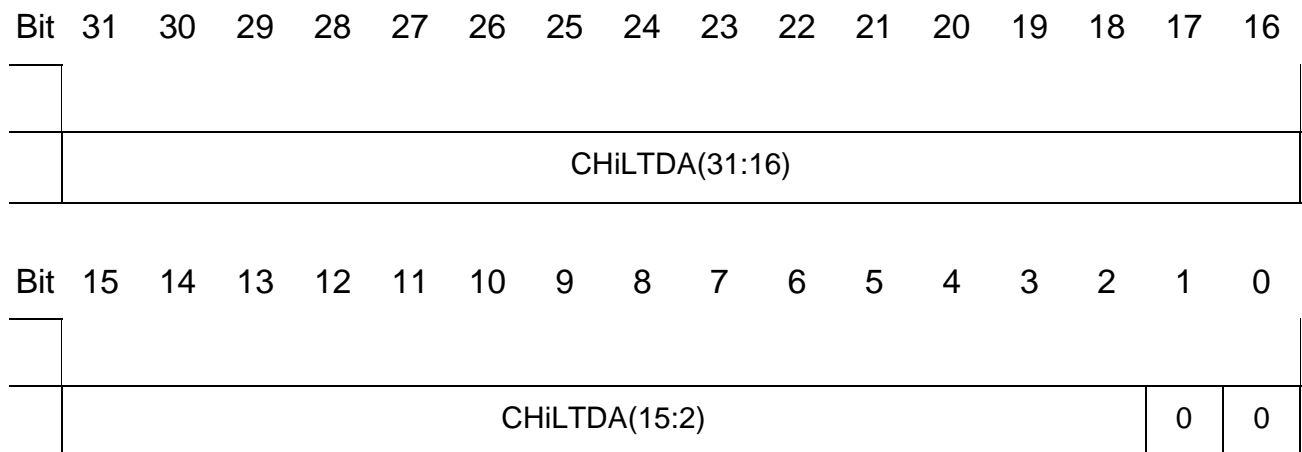 Bit 31 30 29 28 27 26 25 24 23 22 21 20 19 18 17 16
CHiLTDA(31:16)
Bit 15 14 13 12 11 10 9 8 7 6 5 4 3 2 1 0
CHiLTDA(15:2) 0 0